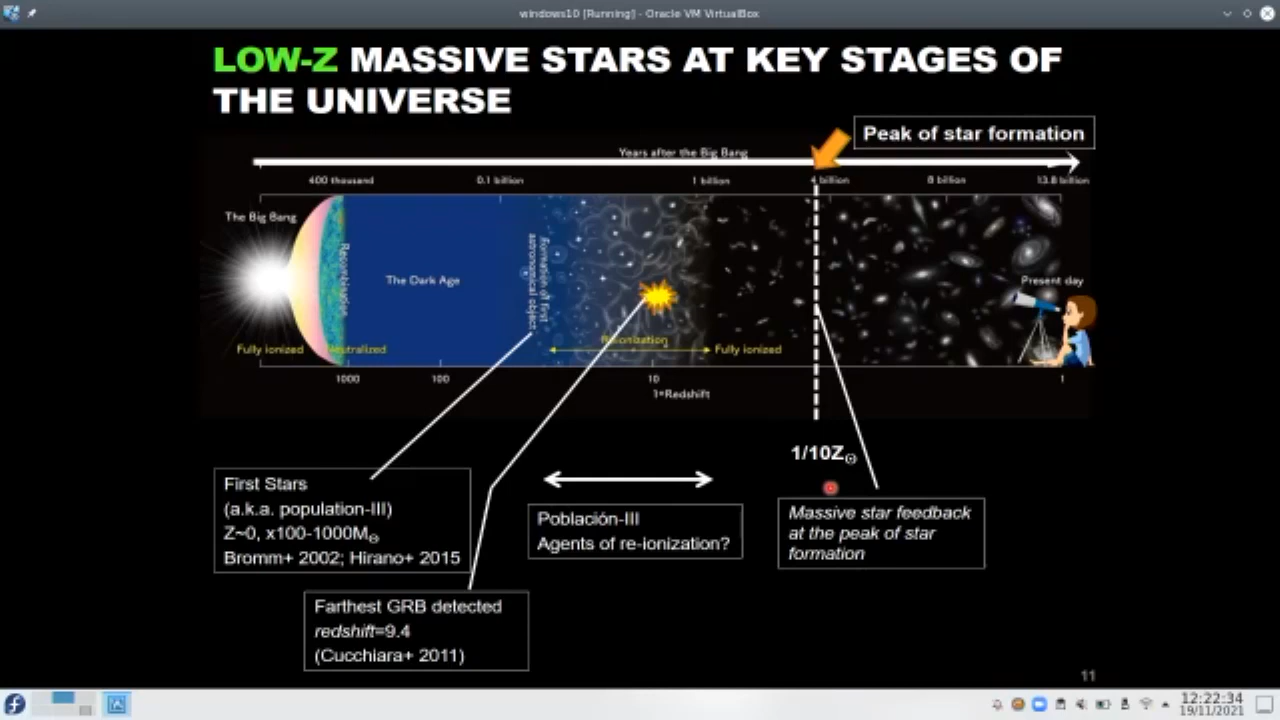 windows10 [Running] - Oracle VM VirtualBox
LOW-Z MASSIVE STARS AT KEY STAGES OF
THE UNIVERSE
Peak of star formation
Years after the Big Bang
400 thousand
0.1 billion
1 billion
4 billion
8 billion
13.8 billion
The Big Bang
Recombination
The Dark Age
Formation of first
astronomical object
Present day
Fully ionized
Neutralized
Reionization
Fully ionized
1000
100
10
1
1+Redshift
1/10Z⊙
First Stars
(a.k.a. population-III)
Z~0, x100-1000M⊙
Bromm+ 2002; Hirano+ 2015
Población-III
Agents of re-ionization?
Massive star feedback
at the peak of star
formation
Farthest GRB detected
redshift=9.4
(Cucchiara+ 2011)
11
12:22:34
19/11/2021